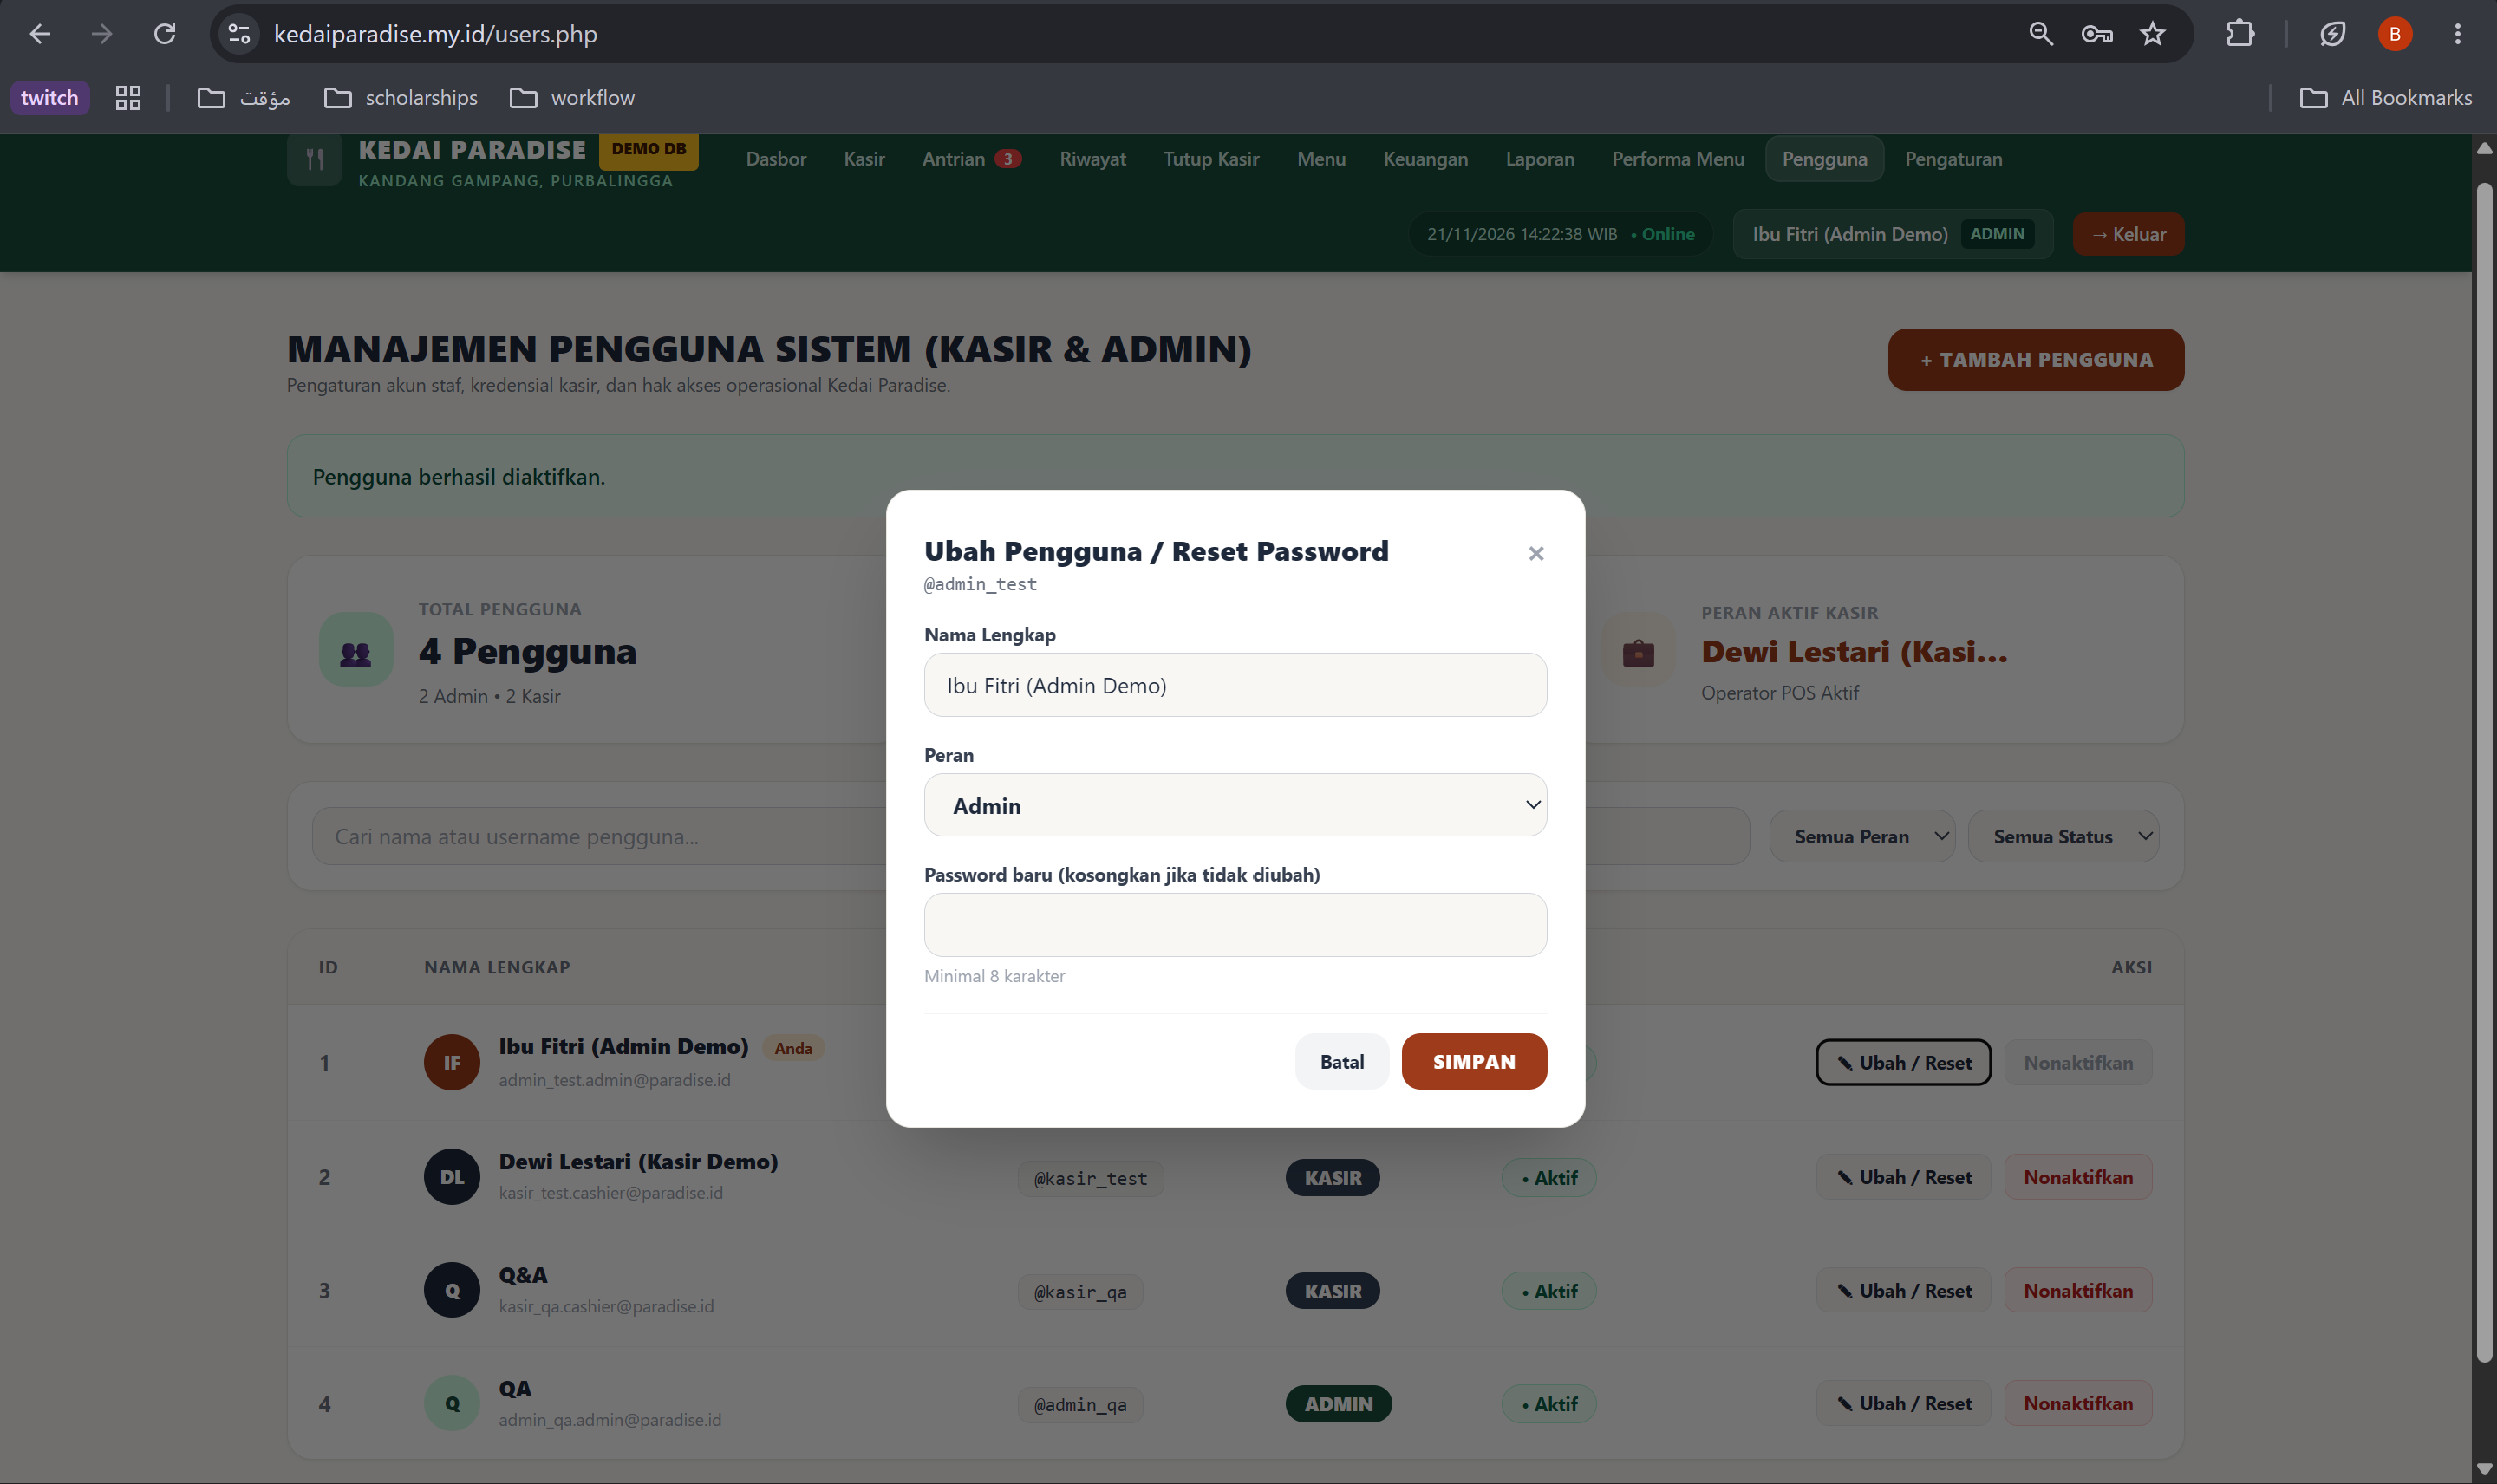 kedaiparadise.my.id/users.php
B
twitch
مؤقت
scholarships
workflow
All Bookmarks
KEDAI PARADISE
DEMO DB
KANDANG GAMPANG, PURBALINGGA
Dasbor
Kasir
Antrian 3
Riwayat
Tutup Kasir
Menu
Keuangan
Laporan
Performa Menu
Pengguna
Pengaturan
21/11/2026 14:22:38 WIB • Online
Ibu Fitri (Admin Demo) ADMIN
→ Keluar
MANAJEMEN PENGGUNA SISTEM (KASIR & ADMIN)
Pengaturan akun staf, kredensial kasir, dan hak akses operasional Kedai Paradise.
+ TAMBAH PENGGUNA
Pengguna berhasil diaktifkan.
TOTAL PENGGUNA
4 Pengguna
2 Admin • 2 Kasir
PERAN AKTIF KASIR
Dewi Lestari (Kasi...
Operator POS Aktif
Cari nama atau username pengguna...
Semua Peran
Semua Status
Ubah Pengguna / Reset Password
@admin_test
Nama Lengkap
Ibu Fitri (Admin Demo)
Peran
Admin
Password baru (kosongkan jika tidak diubah)
Minimal 8 karakter
Batal
SIMPAN
ID
NAMA LENGKAP
AKSI
1
IF
Ibu Fitri (Admin Demo) Anda
admin_test.admin@paradise.id
Ubah / Reset
Nonaktifkan
2
DL
Dewi Lestari (Kasir Demo)
kasir_test.cashier@paradise.id
@kasir_test
KASIR
• Aktif
Ubah / Reset
Nonaktifkan
3
Q
Q&A
kasir_qa.cashier@paradise.id
@kasir_qa
KASIR
• Aktif
Ubah / Reset
Nonaktifkan
4
Q
QA
admin_qa.admin@paradise.id
@admin_qa
ADMIN
• Aktif
Ubah / Reset
Nonaktifkan